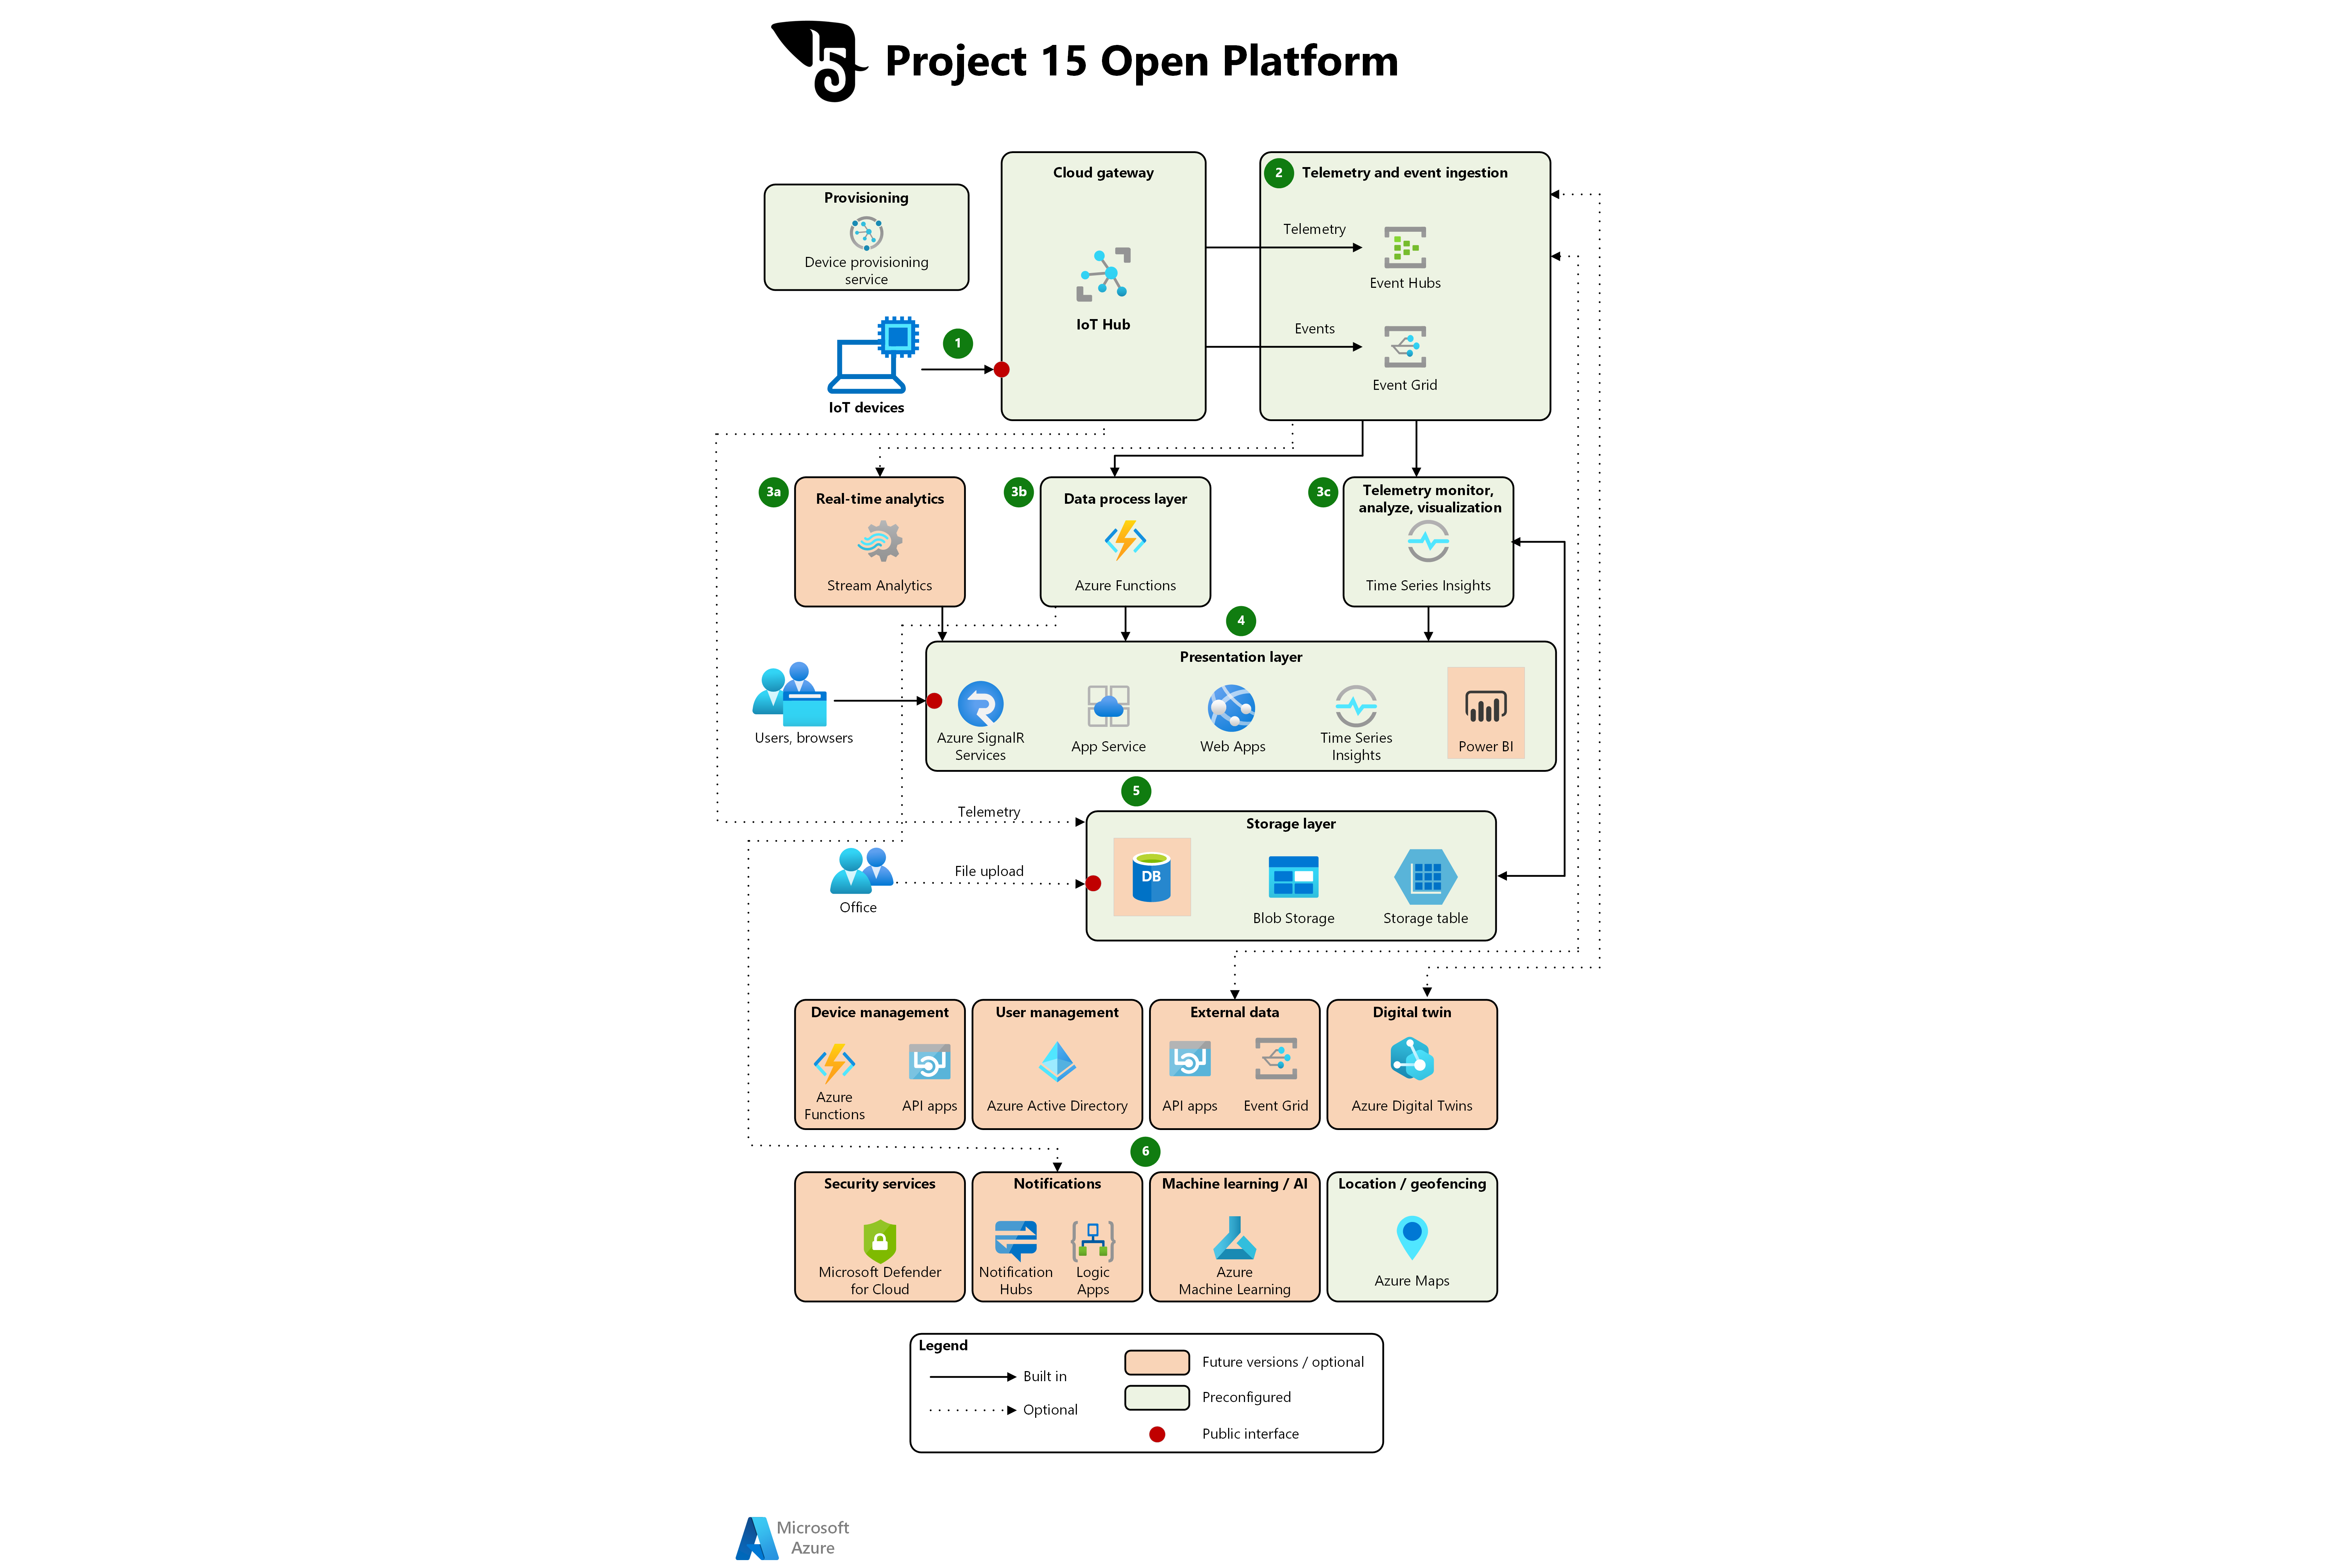 Project 15 Open Platform
Provisioning
Device provisioning
service
Cloud gateway
IoT Hub
2
Telemetry and event ingestion
Telemetry
Event Hubs
Events
Event Grid
1
IoT devices
3a
Real-time analytics
Stream Analytics
3b
Data process layer
Azure Functions
3c
Telemetry monitor,
analyze, visualization
Time Series Insights
4
Presentation layer
Users, browsers
Azure SignalR
Services
App Service
Web Apps
Time Series
Insights
Power BI
5
Telemetry
Storage layer
File upload
Office
DB
Blob Storage
Storage table
Device management
Azure
Functions
API apps
User management
Azure Active Directory
External data
API apps
Event Grid
Digital twin
Azure Digital Twins
6
Security services
Microsoft Defender
for Cloud
Notifications
Notification
Hubs
Logic
Apps
Machine learning / AI
Azure
Machine Learning
Location / geofencing
Azure Maps
Legend
Built in
Optional
Future versions / optional
Preconfigured
Public interface
Microsoft
Azure